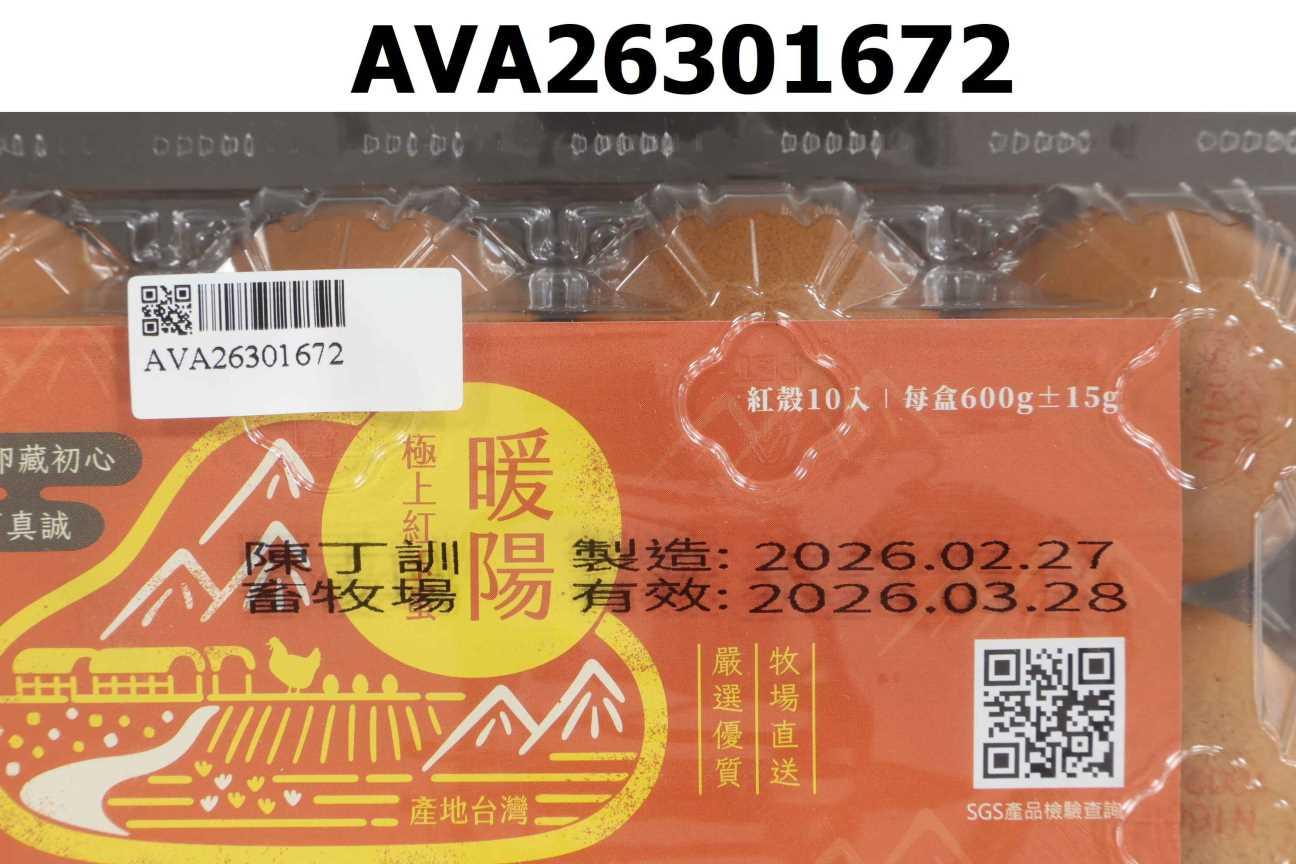 AVA26301672
AVA26301672
紅殼10入 | 每盒600g±15g
藏初心
真誠
暖陽
極上紅
陳丁訓 製造: 2026.02.27
畜牧場 有效: 2026.03.28
牧場直送
嚴選優質
產地台灣
SGS產品檢驗查詢